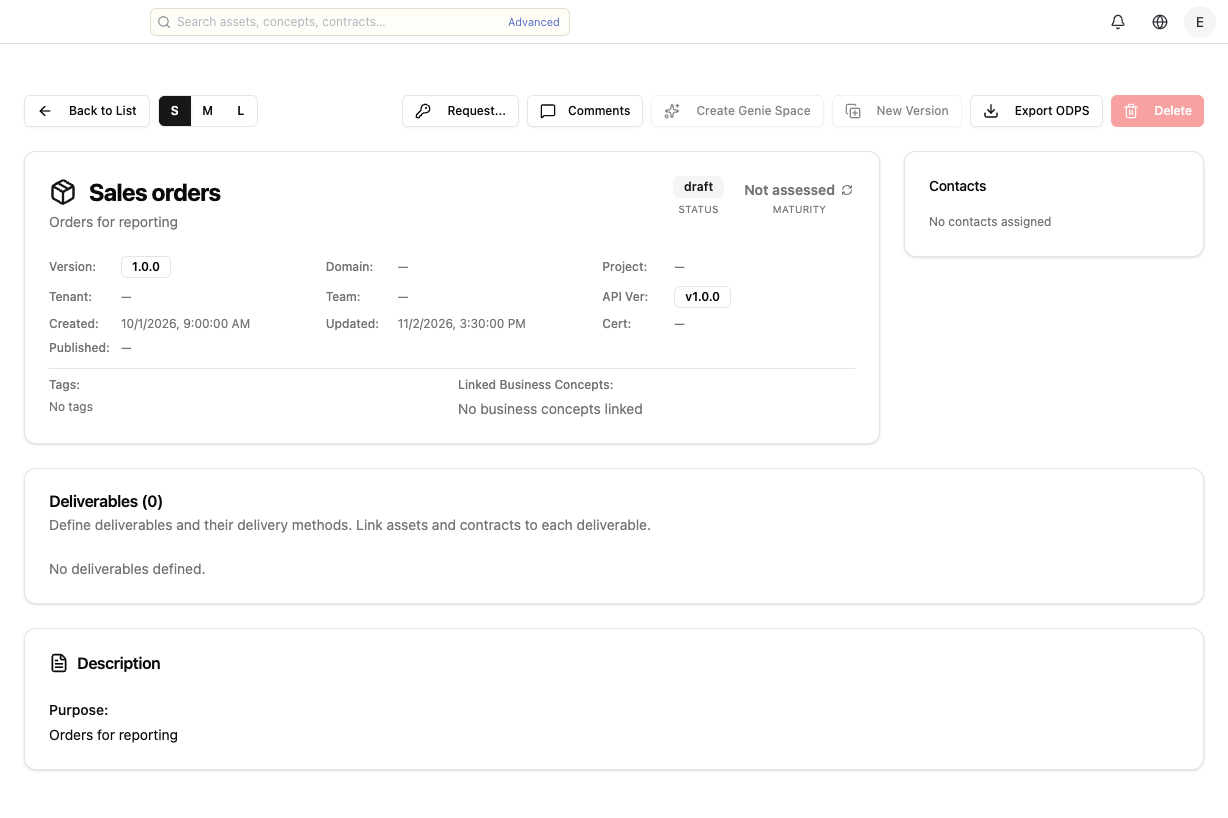 Search assets, concepts, contracts... Advanced E
Back to List S M L Request... Comments Create Genie Space New Version Export ODPS Delete
Sales orders
Orders for reporting
draft
STATUS
Not assessed
MATURITY
Version: 1.0.0 Domain: — Project: —
Tenant: — Team: — API Ver: v1.0.0
Created: 10/1/2026, 9:00:00 AM Updated: 11/2/2026, 3:30:00 PM Cert: —
Published: —
Tags:
No tags
Linked Business Concepts:
No business concepts linked
Contacts
No contacts assigned
Deliverables (0)
Define deliverables and their delivery methods. Link assets and contracts to each deliverable.
No deliverables defined.
Description
Purpose:
Orders for reporting